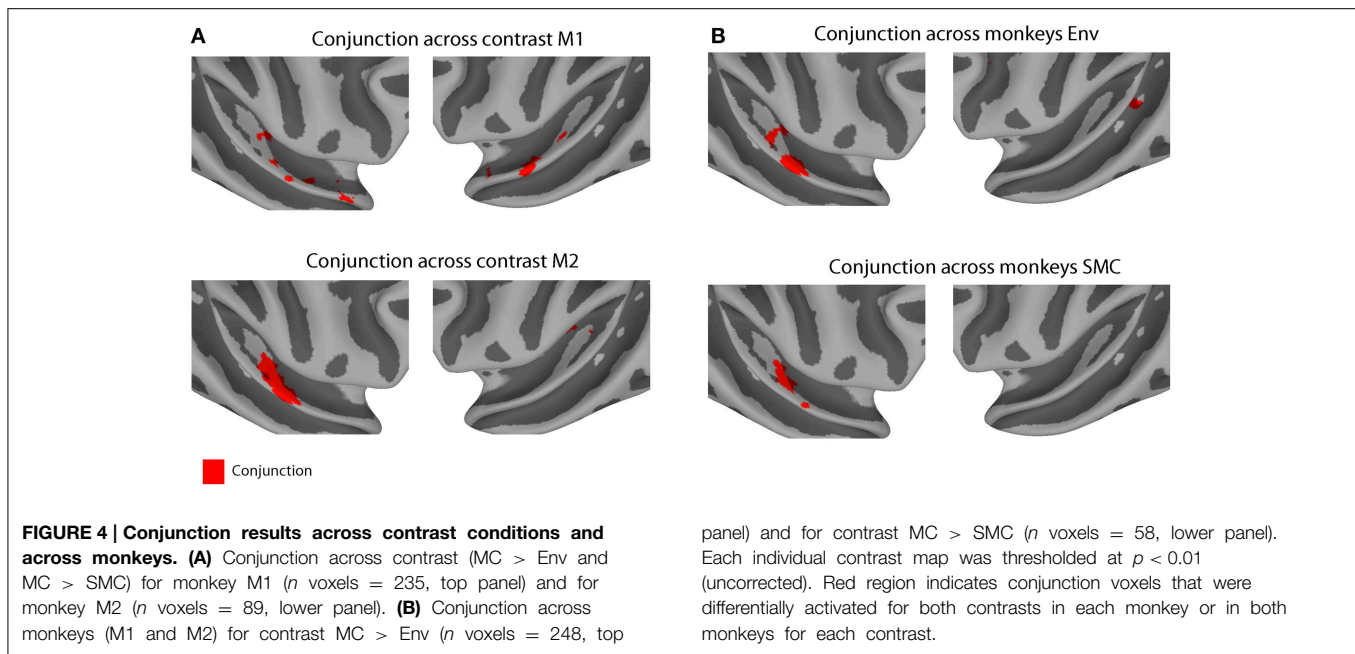 A
Conjunction across contrast M1
B
Conjunction across monkeys Env
Conjunction across contrast M2
Conjunction across monkeys SMC
Conjunction
FIGURE 4 | Conjunction results across contrast conditions and
across monkeys. (A) Conjunction across contrast (MC > Env and
MC > SMC) for monkey M1 (n voxels = 235, top panel) and for
monkey M2 (n voxels = 89, lower panel). (B) Conjunction across
monkeys (M1 and M2) for contrast MC > Env (n voxels = 248, top
panel) and for contrast MC > SMC (n voxels = 58, lower panel).
Each individual contrast map was thresholded at p < 0.01
(uncorrected). Red region indicates conjunction voxels that were
differentially activated for both contrasts in each monkey or in both
monkeys for each contrast.